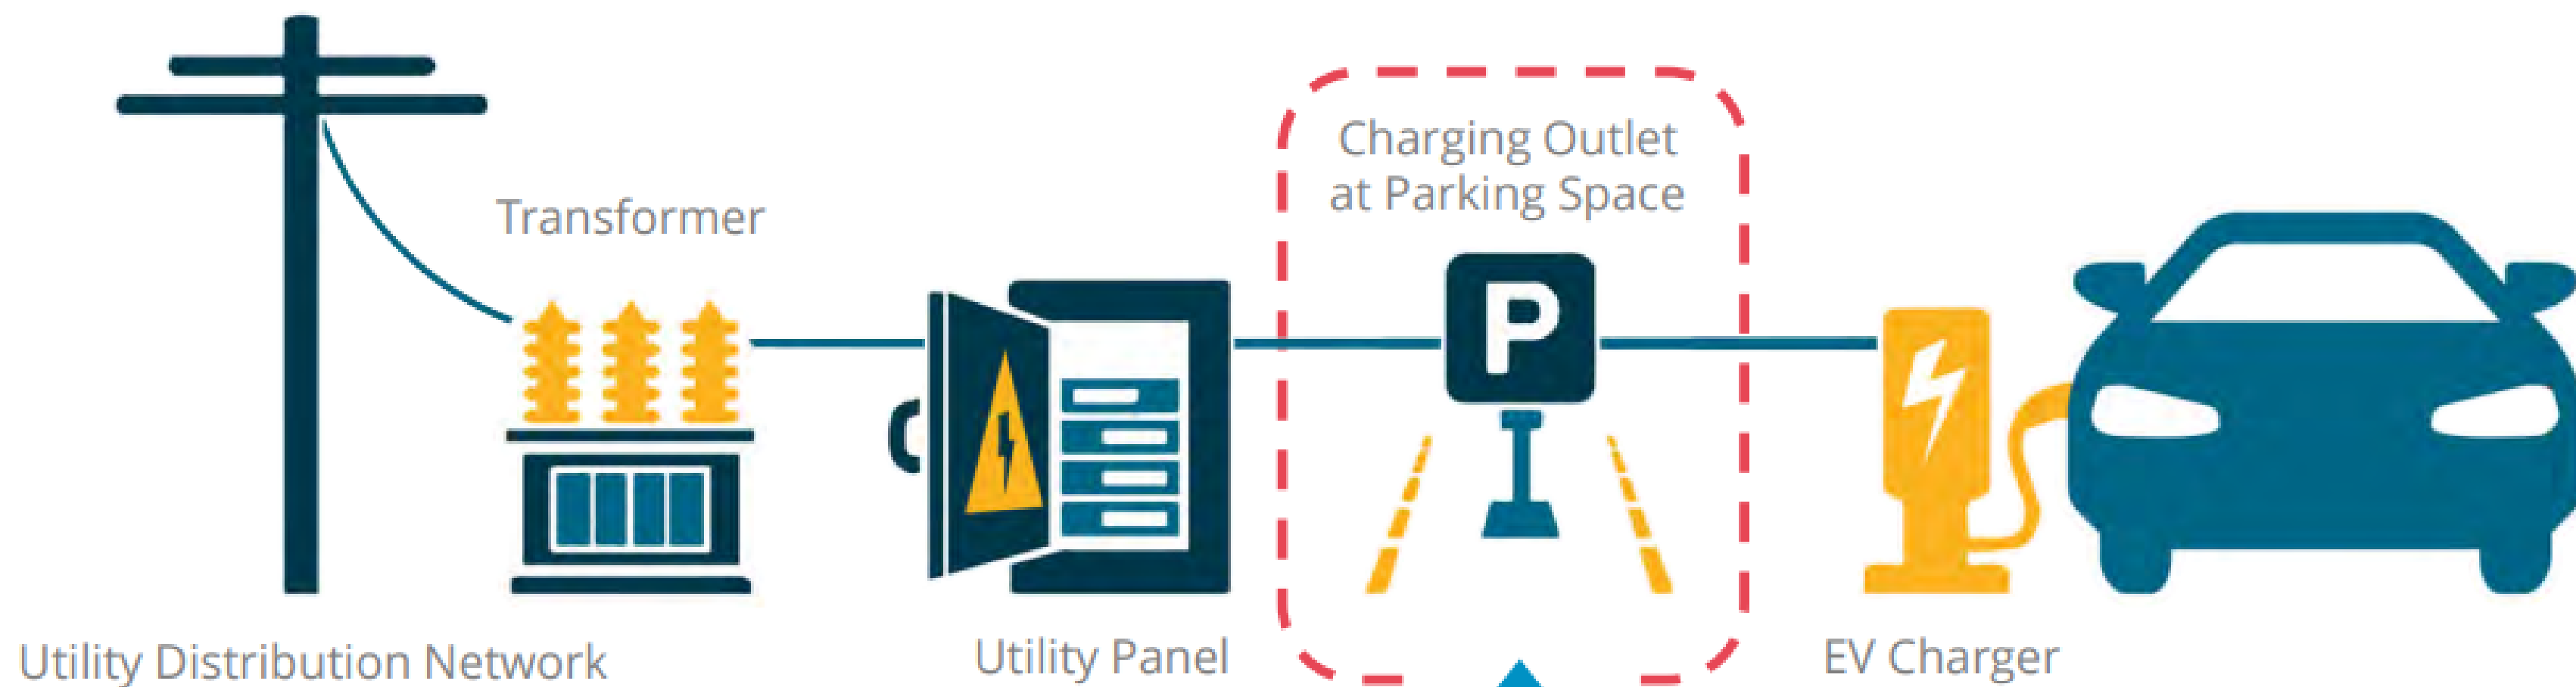 Charging Outlet
at Parking Space
Transformer
P
Utility Distribution Network
Utility Panel
EV Charger